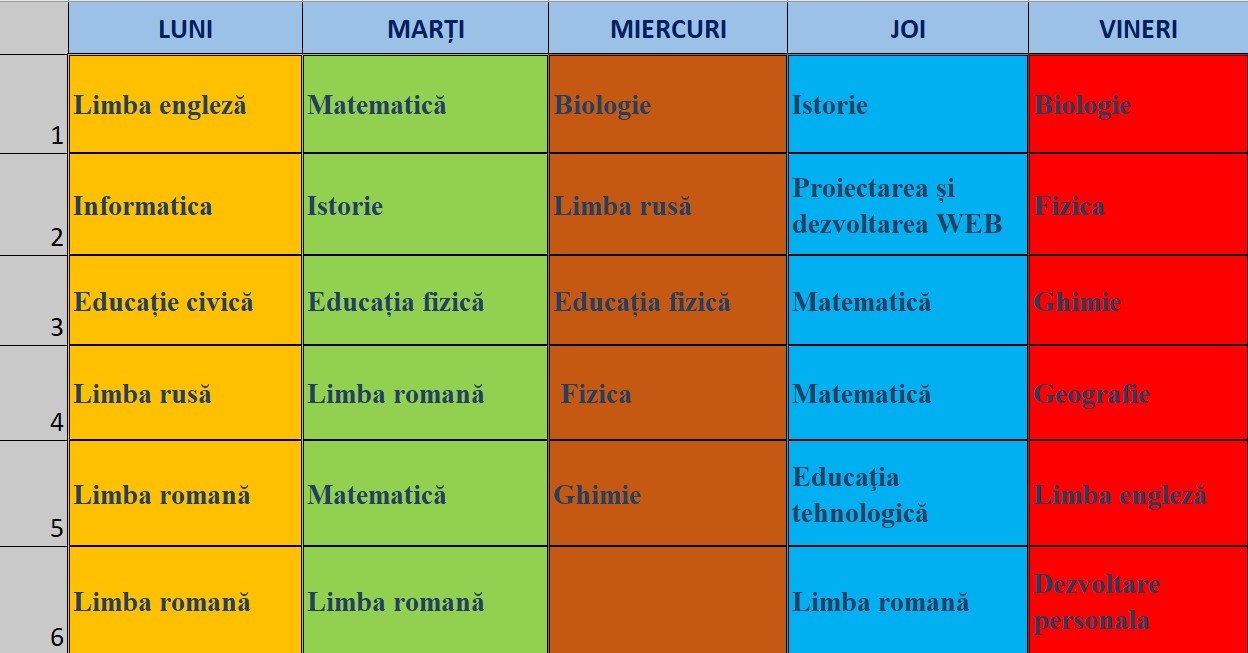 LUNI MARȚI MIERCURI JOI VINERI
1 Limba engleză Matematică Biologie Istorie Biologie
2 Informatica Istorie Limba rusă Proiectarea și dezvoltarea WEB Fizica
3 Educație civică Educația fizică Educația fizică Matematică Ghimie
4 Limba rusă Limba romană Fizica Matematică Geografie
5 Limba romană Matematică Ghimie Educaţia tehnologică Limba engleză
6 Limba romană Limba romană Limba romană Dezvoltare personala